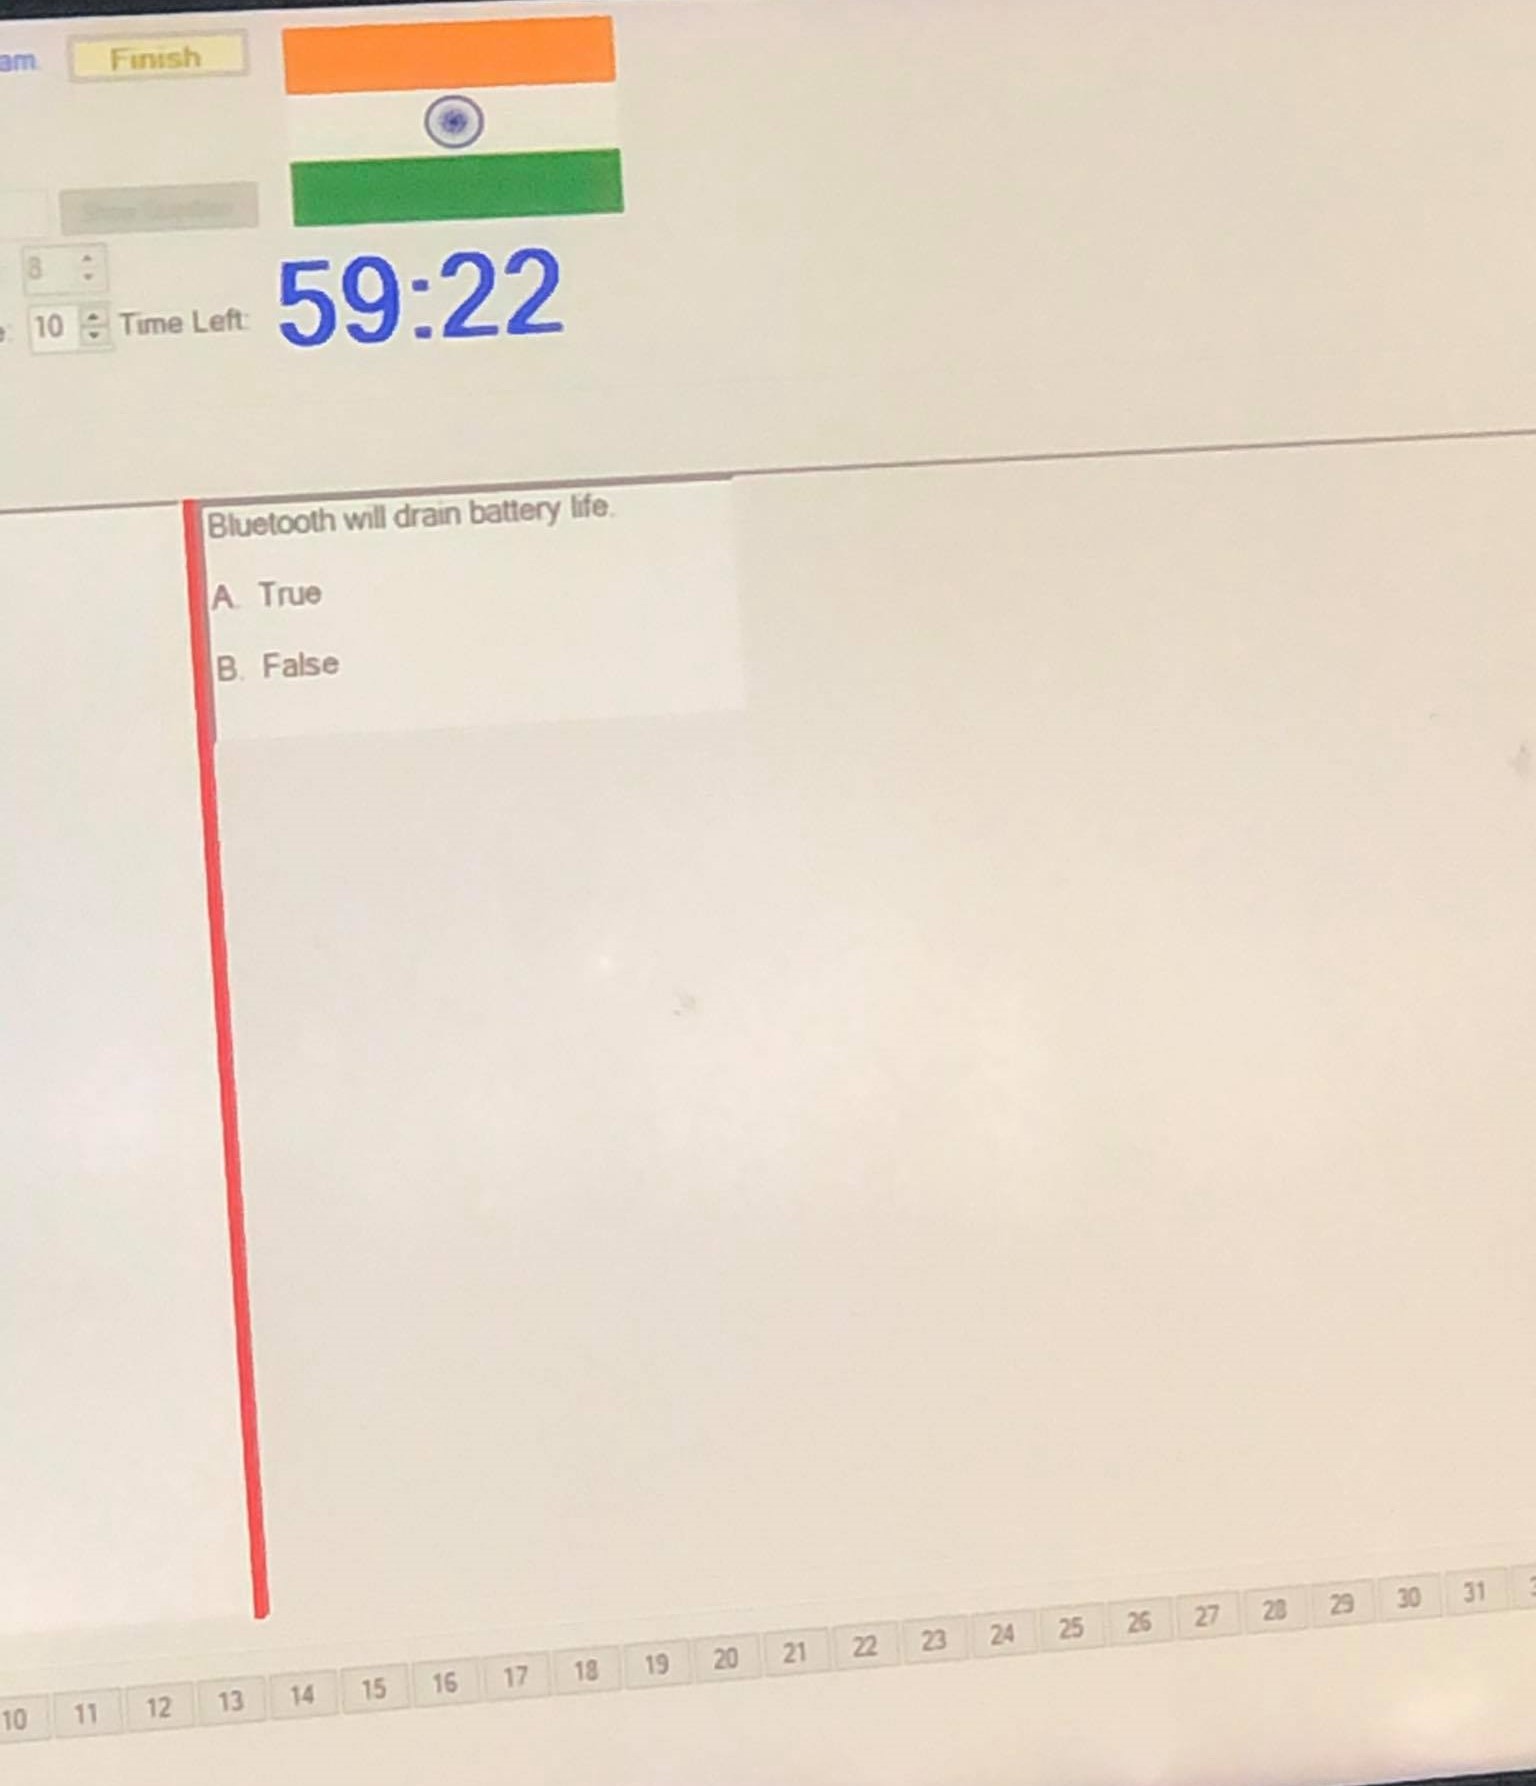 am
Finish
8
10 Time Left:
59:22
Bluetooth will drain battery life.
A. True
B. False
10 11 12 13 14 15 16 17 18 19 20 21 22 23 24 25 26 27 28 29 30 31